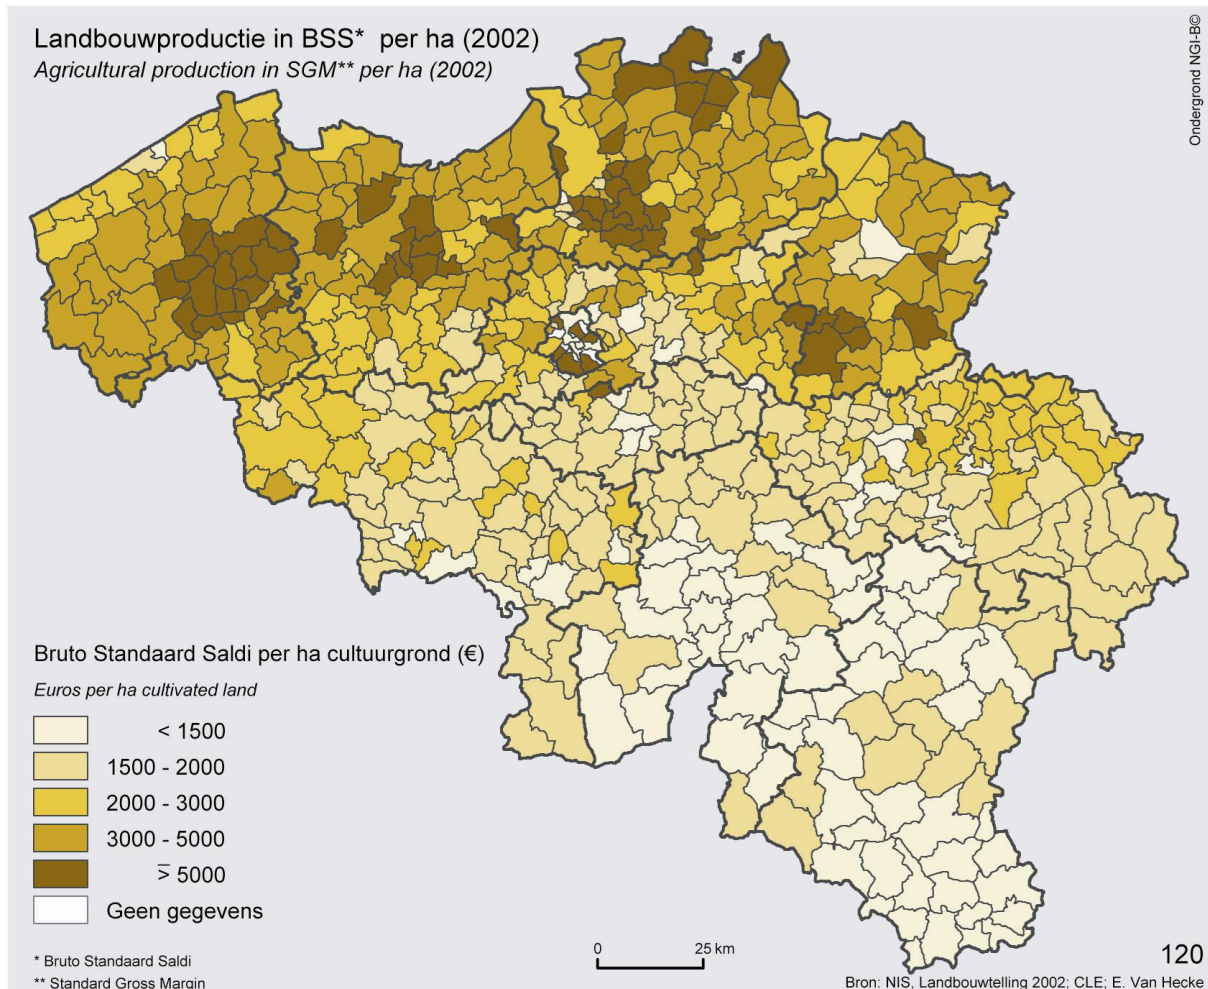 Landbouwproductie in BSS* per ha (2002)
Agricultural production in SGM** per ha (2002)
Ondergrond NGI-B©
Bruto Standaard Saldi per ha cultuurgrond (€)
Euros per ha cultivated land
< 1500
1500 - 2000
2000 - 3000
3000 - 5000
> 5000
Geen gegevens
* Bruto Standaard Saldi
** Standard Gross Margin
0 25 km
120
Bron: NIS, Landbouwtelling 2002; CLE; E. Van Hecke